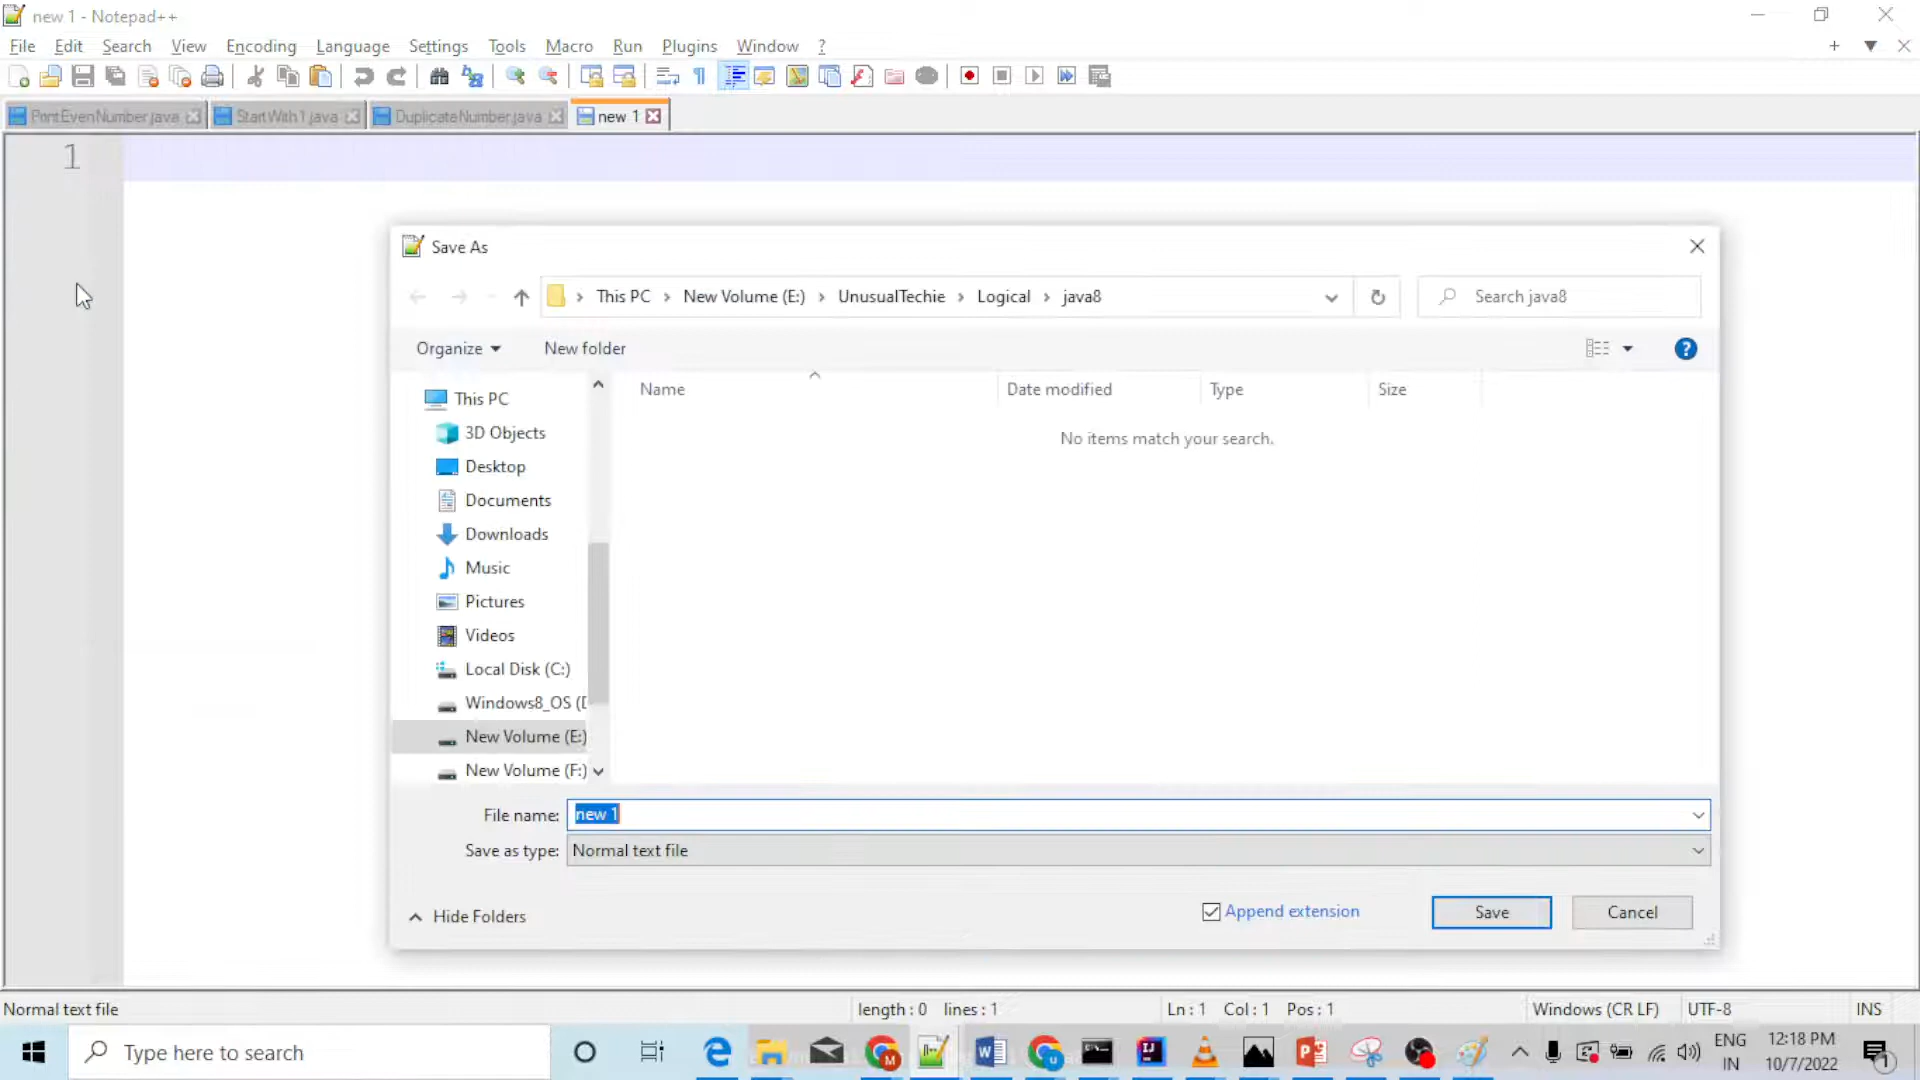 new 1 - Notepad++
File Edit Search View Encoding Language Settings Tools Macro Run Plugins Window ?
PrintEvenNumber.java StartWith1.java DuplicateNumber.java new 1
1
Save As
This PC New Volume (E:) UnusualTechie Logical java8 Search java8
Organize New folder
Name Date modified Type Size
No items match your search.
This PC
3D Objects
Desktop
Documents
Downloads
Music
Pictures
Videos
Local Disk (C:)
Windows8_OS (D
New Volume (E:)
New Volume (F:)
File name: new 1
Save as type: Normal text file
Hide Folders
Append extension Save Cancel
Normal text file length : 0 lines : 1 Ln : 1 Col : 1 Pos : 1 Windows (CR LF) UTF-8 INS
Type here to search
ENG
IN
12:18 PM
10/7/2022
1